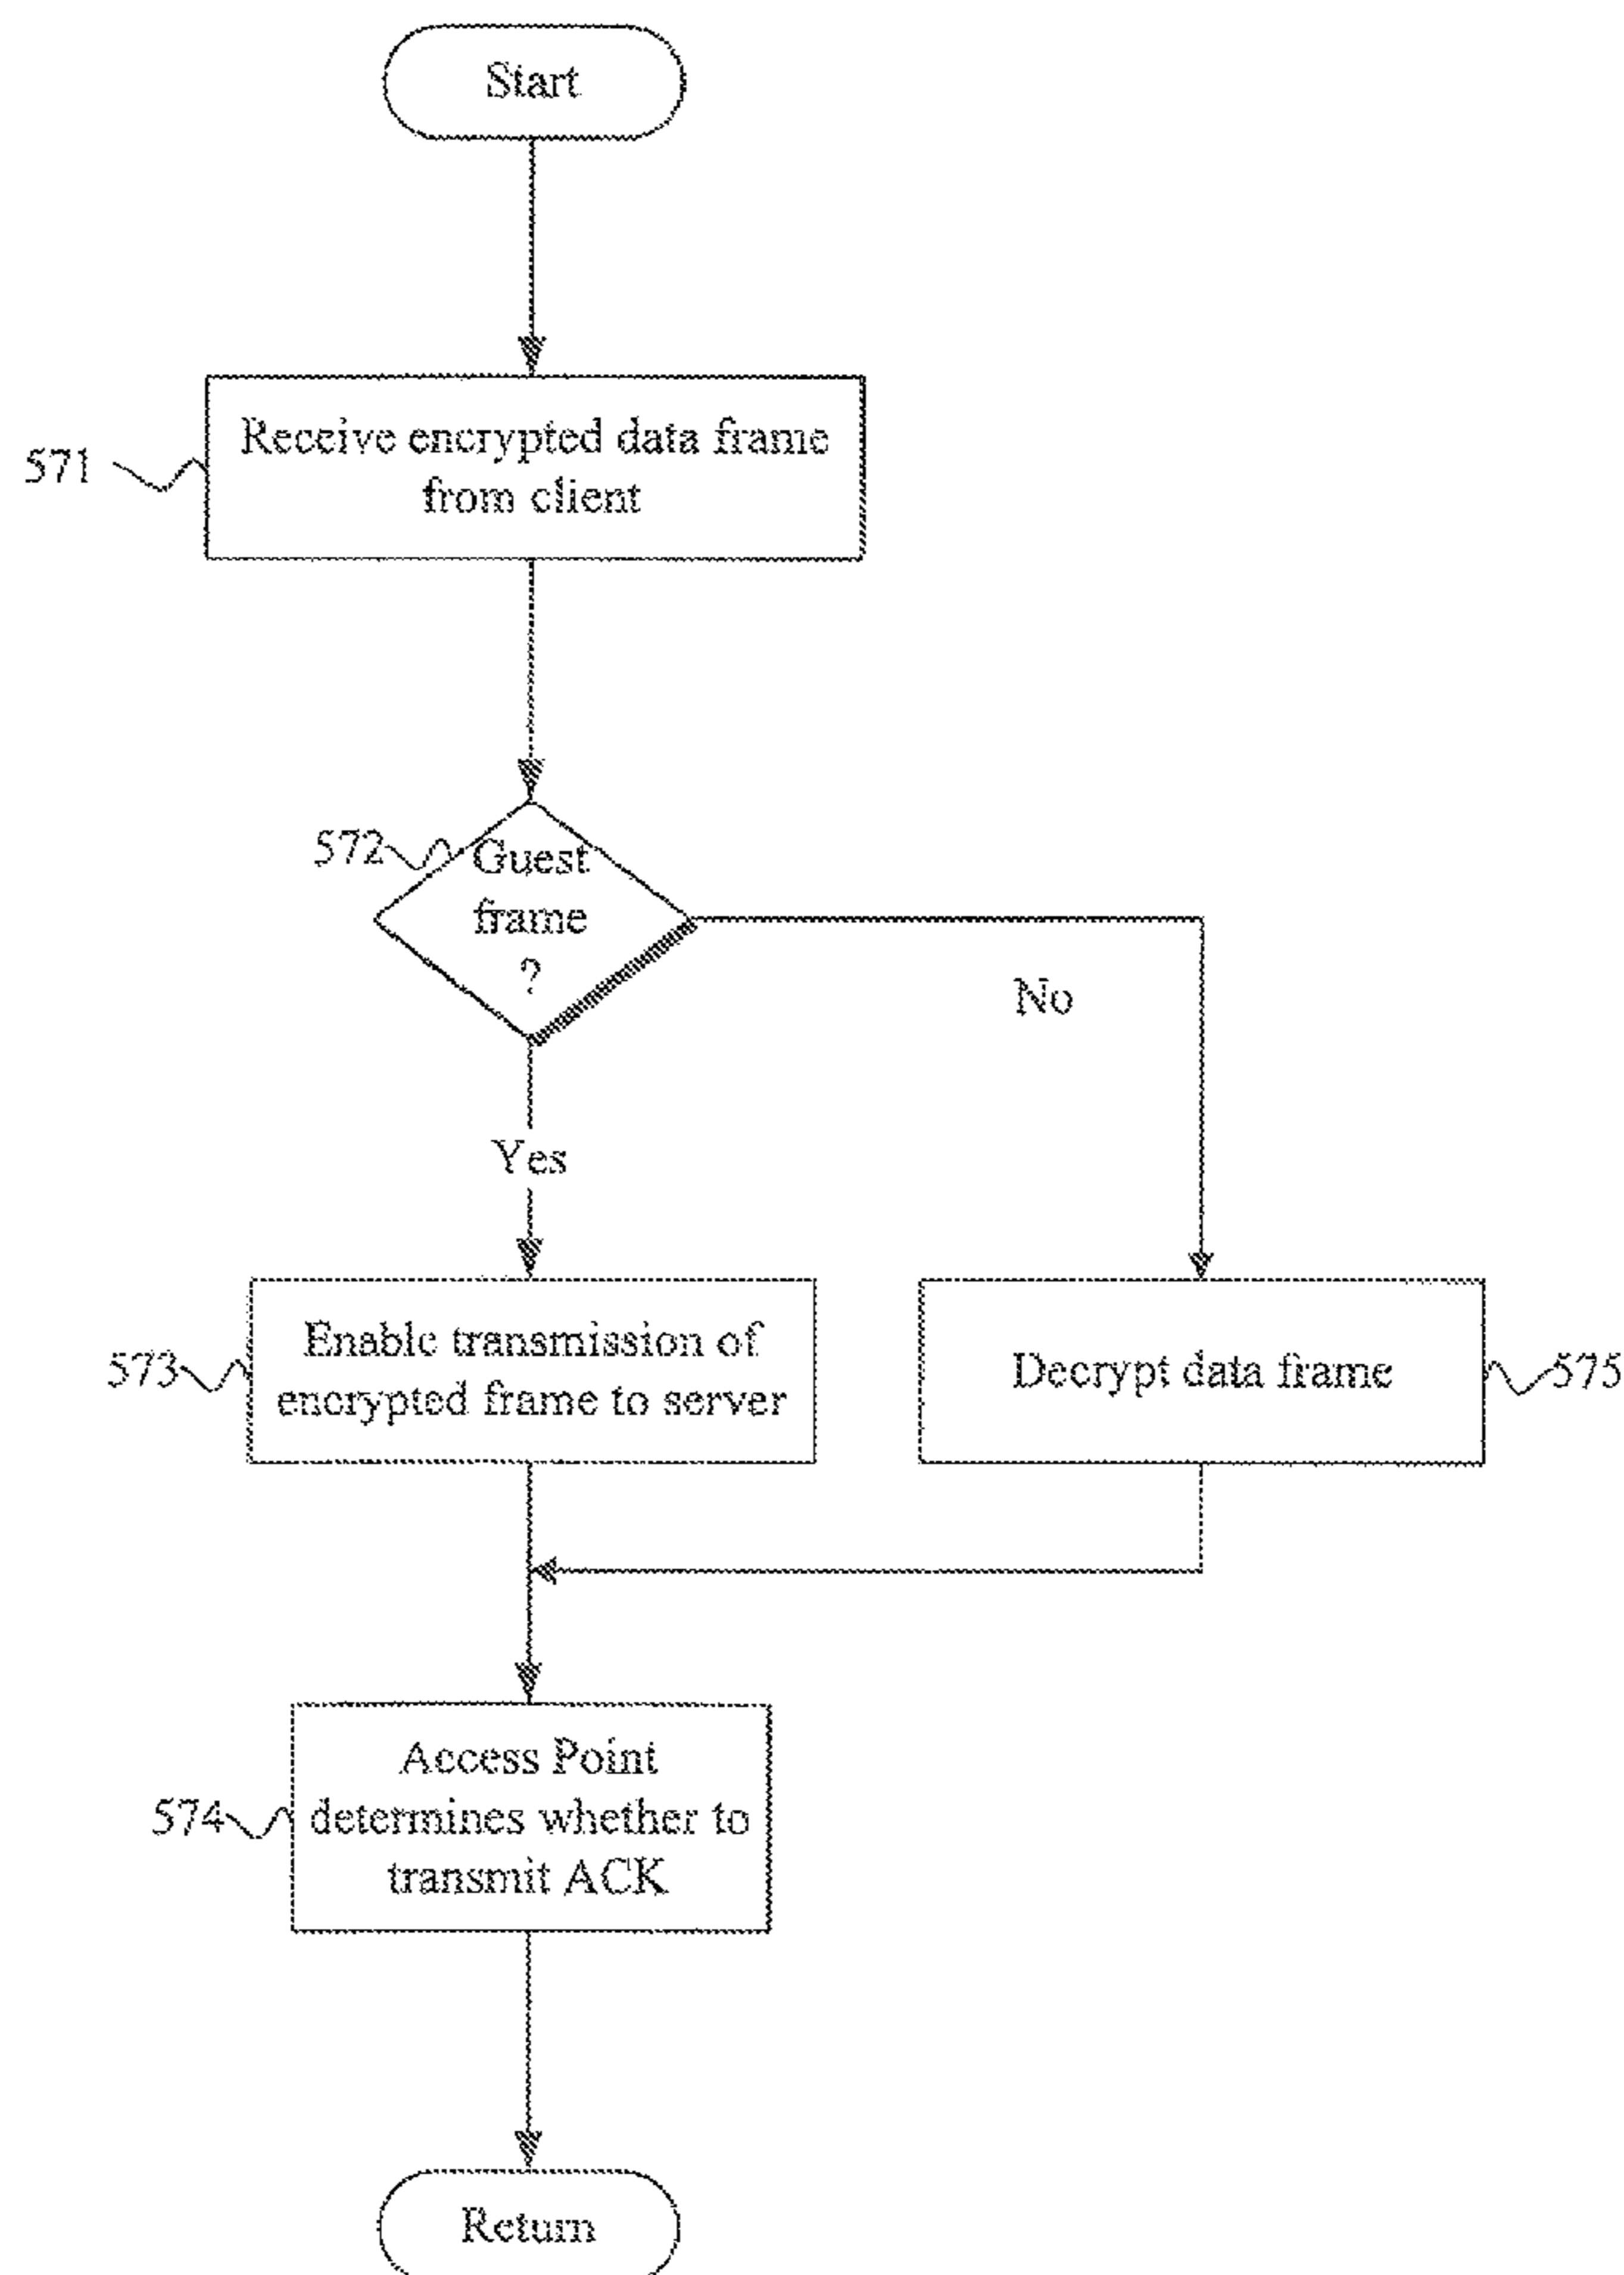 Start
571
Receive encrypted data frame
from client
572
Guest
frame
?
No
Yes
573
Enable transmission of
encrypted frame to server
Decrypt data frame
575
574
Access Point
determines whether to
transmit ACK
Return